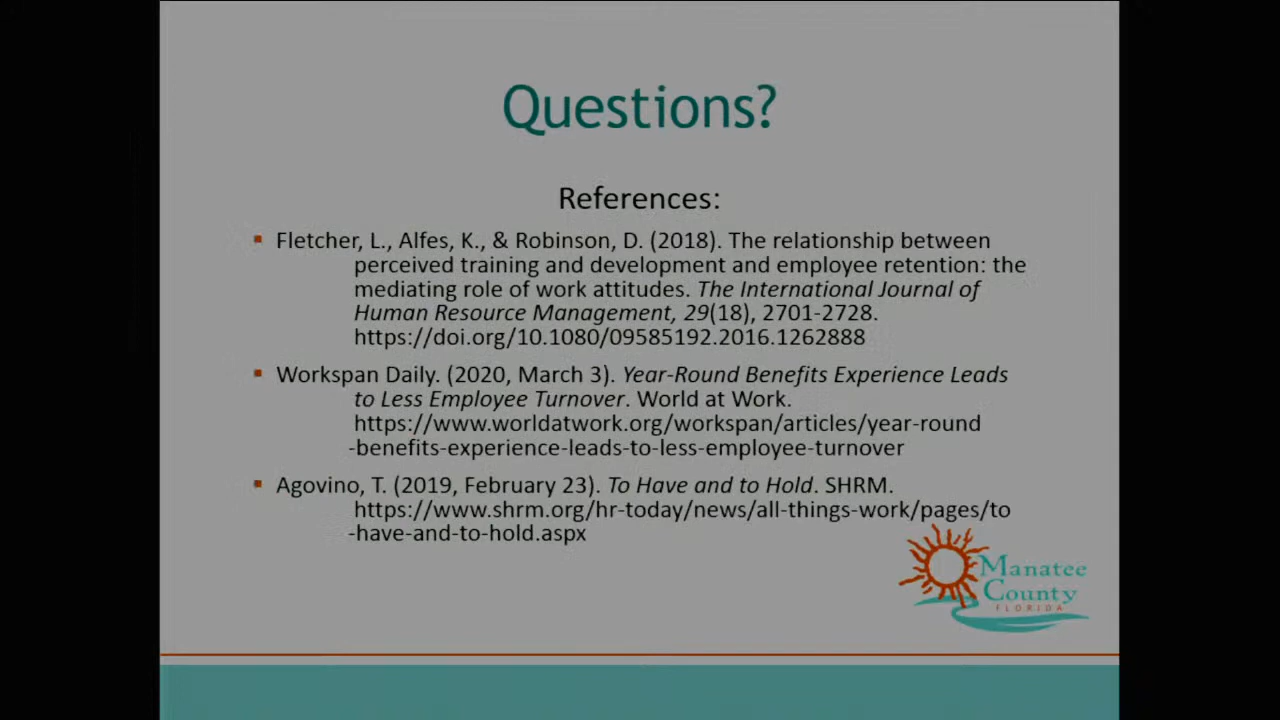 Questions?
References:
Fletcher, L., Alfes, K., & Robinson, D. (2018). The relationship between
perceived training and development and employee retention: the
mediating role of work attitudes. The International Journal of
Human Resource Management, 29(18), 2701-2728.
https://doi.org/10.1080/09585192.2016.1262888
Workspan Daily. (2020, March 3). Year-Round Benefits Experience Leads
to Less Employee Turnover. World at Work.
https://www.worldatwork.org/workspan/articles/year-round
-benefits-experience-leads-to-less-employee-turnover
Agovino, T. (2019, February 23). To Have and to Hold. SHRM.
https://www.shrm.org/hr-today/news/all-things-work/pages/to
-have-and-to-hold.aspx
Manatee
County
FLORIDA